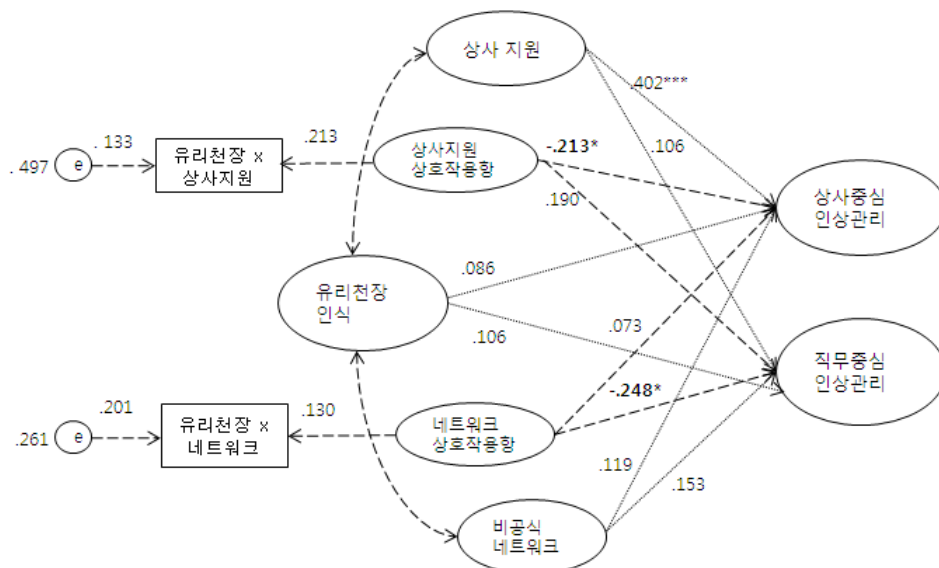 상사 지원
.402***
.133
.213
.106
. 497
e
유리천장 x
상사지원
상사지원
상호작용항
-.213*
.190
상사중심
인상관리
.086
유리천장
인식
.106
.073
직무중심
인상관리
-.248*
.201
.130
.261
e
유리천장 x
네트워크
네트워크
상호작용항
.119
.153
비공식
네트워크